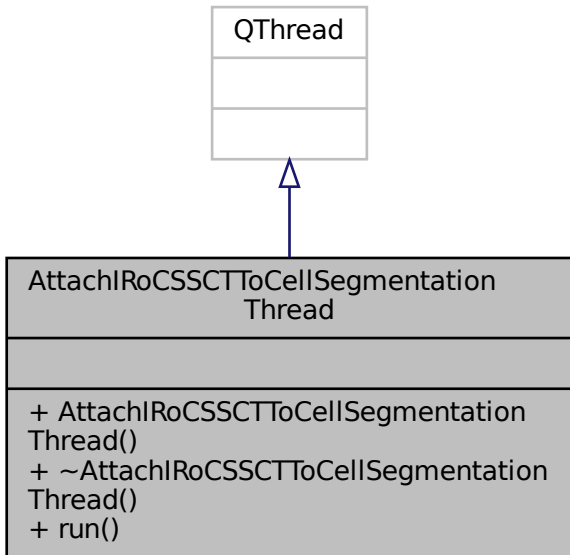 QThread
AttachIRoCSSCTToCellSegmentation
Thread
+ AttachIRoCSSCTToCellSegmentation
Thread()
+ ~AttachIRoCSSCTToCellSegmentation
Thread()
+ run()